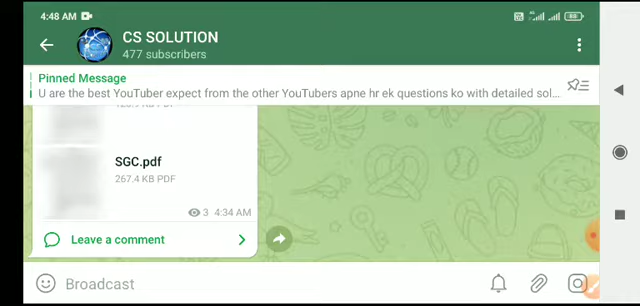 4:48 AM
CS SOLUTION
477 subscribers
Pinned Message
U are the best YouTuber expect from the other YouTubers apne hr ek questions ko with detailed sol...
SGC.pdf
267.4 KB PDF
3 4:34 AM
Leave a comment
Broadcast